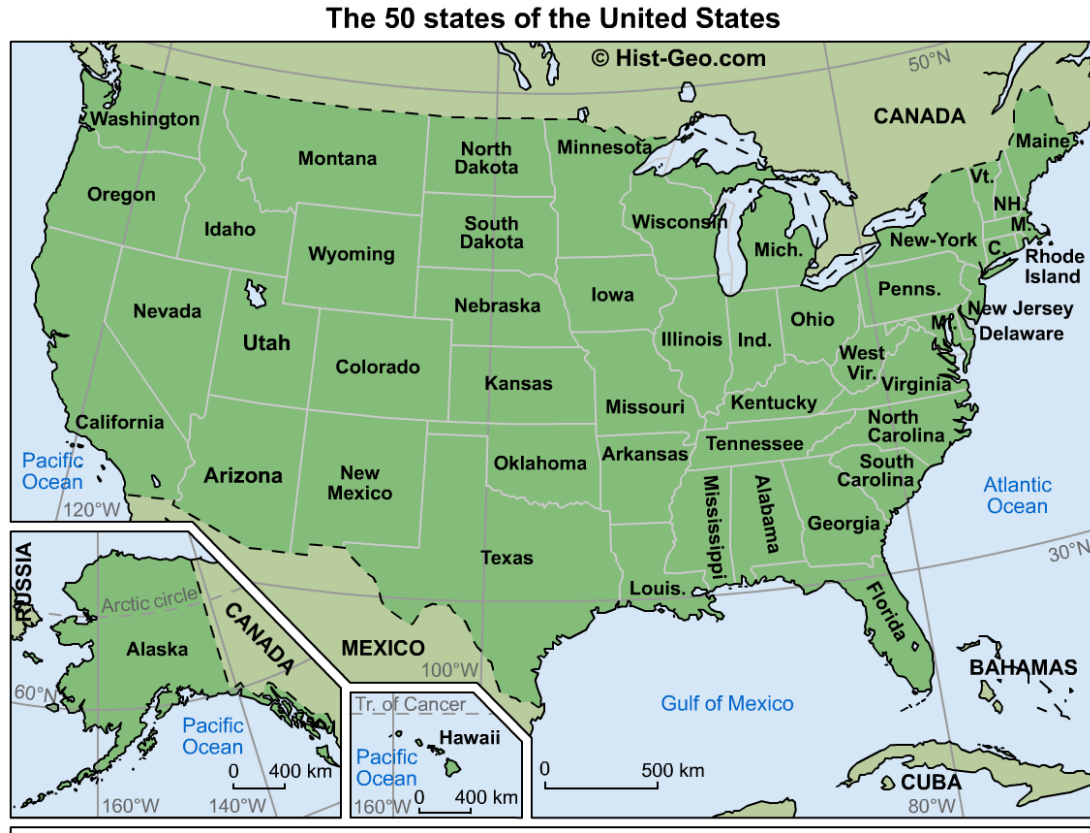 The 50 states of the United States
© Hist-Geo.com
50°N
CANADA
Washington
Montana
North
Dakota
Minnesota
Maine
Vt.
NH.
M.
C.
Rhode
Island
Oregon
Idaho
Wyoming
South
Dakota
Wisconsin
Mich.
New-York
Penns.
New Jersey
Delaware
Nevada
Utah
Colorado
Nebraska
Iowa
Illinois
Ind.
Ohio
West
Vir.
Virginia
California
Kansas
Missouri
Kentucky
North
Carolina
Tennessee
South
Carolina
Pacific
Ocean
120°W
Arizona
New
Mexico
Oklahoma
Arkansas
Mississippi
Alabama
Georgia
Atlantic
Ocean
30°N
Texas
Louis.
Florida
RUSSIA
Arctic circle
CANADA
Alaska
60°N
Pacific
Ocean
0 400 km
160°W
140°W
MEXICO
100°W
Tr. of Cancer
Hawaii
Pacific
Ocean
160°W
0 400 km
Gulf of Mexico
0 500 km
BAHAMAS
CUBA
80°W